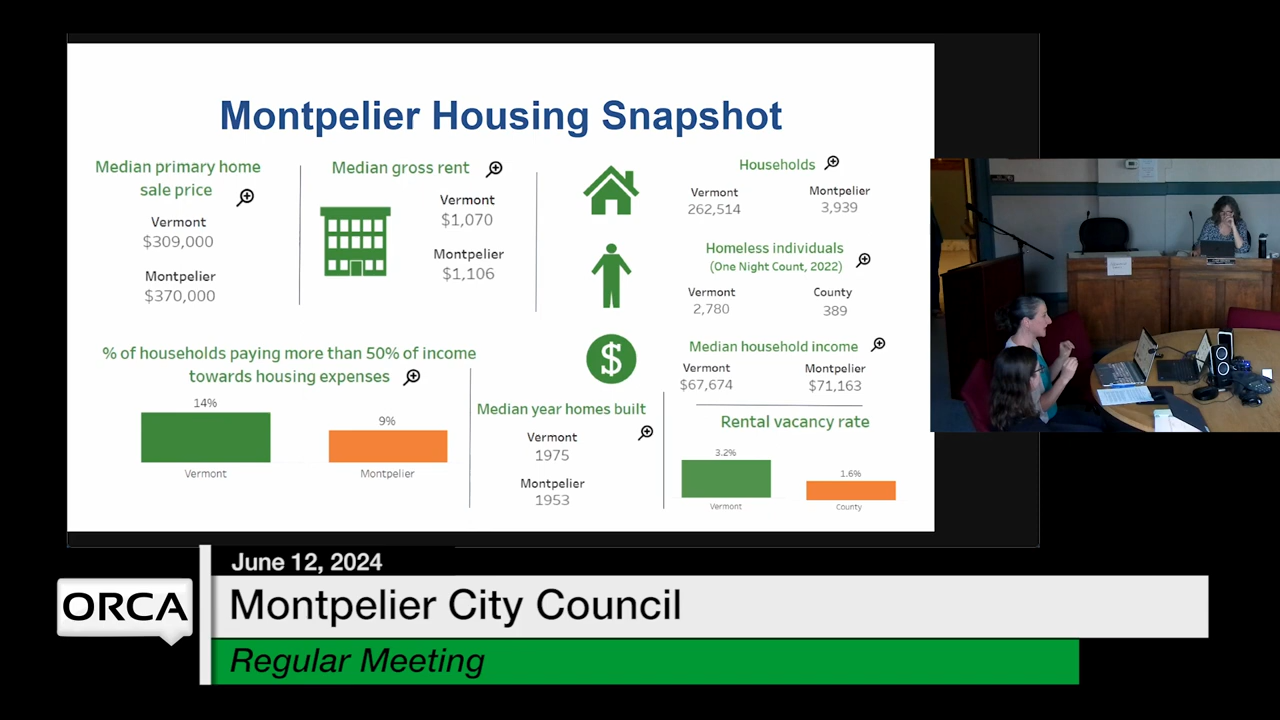 Montpelier Housing Snapshot
Median primary home
sale price
Vermont
$309,000
Montpelier
$370,000
Median gross rent
Vermont
$1,070
Montpelier
$1,106
Households
Vermont
262,514
Montpelier
3,939
Homeless individuals
(One Night Count, 2022)
Vermont
2,780
County
389
Median household income
Vermont
$67,674
Montpelier
$71,163
% of households paying more than 50% of income
towards housing expenses
14%
Vermont
9%
Montpelier
Median year homes built
Vermont
1975
Montpelier
1953
Rental vacancy rate
3.2%
Vermont
1.6%
County
June 12, 2024
ORCA
Montpelier City Council
Regular Meeting